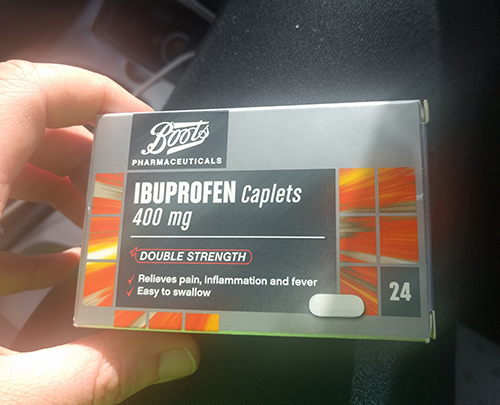 Boots
PHARMACEUTICALS
IBUPROFEN Caplets
400 mg
DOUBLE STRENGTH
Relieves pain, inflammation and fever
Easy to swallow
24